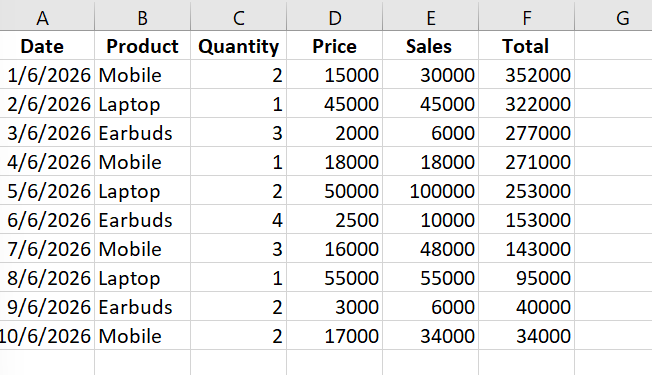 A B C D E F G
Date Product Quantity Price Sales Total
1/6/2026 Mobile 2 15000 30000 352000
2/6/2026 Laptop 1 45000 45000 322000
3/6/2026 Earbuds 3 2000 6000 277000
4/6/2026 Mobile 1 18000 18000 271000
5/6/2026 Laptop 2 50000 100000 253000
6/6/2026 Earbuds 4 2500 10000 153000
7/6/2026 Mobile 3 16000 48000 143000
8/6/2026 Laptop 1 55000 55000 95000
9/6/2026 Earbuds 2 3000 6000 40000
10/6/2026 Mobile 2 17000 34000 34000